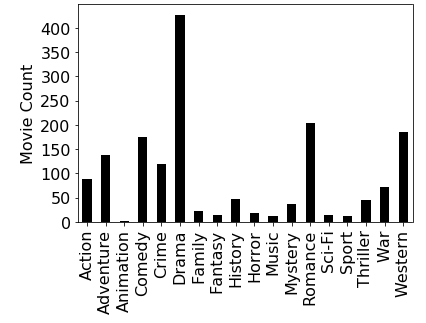 Movie Count
400
350
300
250
200
150
100
50
0
Action
Adventure
Animation
Comedy
Crime
Drama
Family
Fantasy
History
Horror
Music
Mystery
Romance
Sci-Fi
Sport
Thriller
War
Western